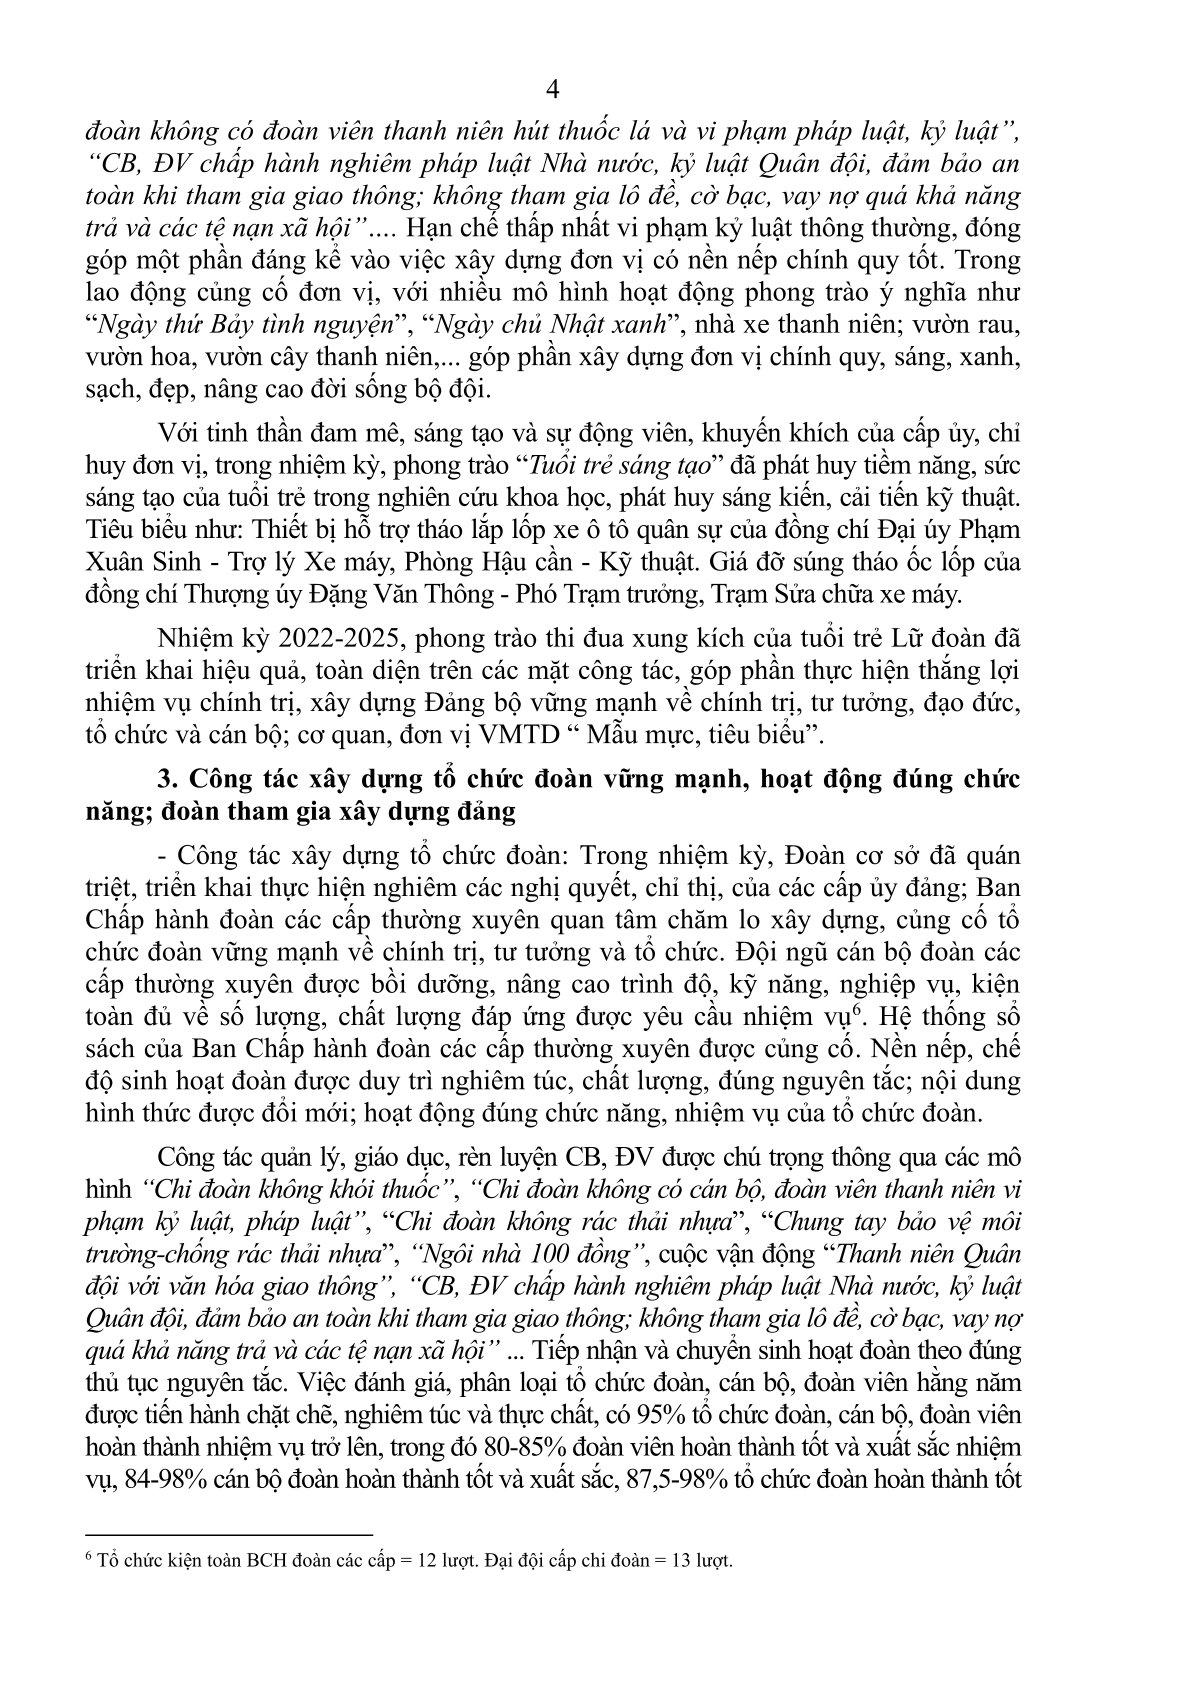 4
đoàn không có đoàn viên thanh niên hút thuốc lá và vi phạm pháp luật, kỷ luật”,
“CB, ĐV chấp hành nghiêm pháp luật Nhà nước, kỷ luật Quân đội, đảm bảo an
toàn khi tham gia giao thông; không tham gia lô đề, cờ bạc, vay nợ quá khả năng
trả và các tệ nạn xã hội”…. Hạn chế thấp nhất vi phạm kỷ luật thông thường, đóng
góp một phần đáng kể vào việc xây dựng đơn vị có nền nếp chính quy tốt. Trong
lao động củng cố đơn vị, với nhiều mô hình hoạt động phong trào ý nghĩa như
“Ngày thứ Bảy tình nguyện”, “Ngày chủ Nhật xanh”, nhà xe thanh niên; vườn rau,
vườn hoa, vườn cây thanh niên,... góp phần xây dựng đơn vị chính quy, sáng, xanh,
sạch, đẹp, nâng cao đời sống bộ đội.
Với tinh thần đam mê, sáng tạo và sự động viên, khuyến khích của cấp ủy, chỉ
huy đơn vị, trong nhiệm kỳ, phong trào “Tuổi trẻ sáng tạo” đã phát huy tiềm năng, sức
sáng tạo của tuổi trẻ trong nghiên cứu khoa học, phát huy sáng kiến, cải tiến kỹ thuật.
Tiêu biểu như: Thiết bị hỗ trợ tháo lắp lốp xe ô tô quân sự của đồng chí Đại úy Phạm
Xuân Sinh - Trợ lý Xe máy, Phòng Hậu cần - Kỹ thuật. Giá đỡ súng tháo ốc lốp của
đồng chí Thượng úy Đặng Văn Thông - Phó Trạm trưởng, Trạm Sửa chữa xe máy.
Nhiệm kỳ 2022-2025, phong trào thi đua xung kích của tuổi trẻ Lữ đoàn đã
triển khai hiệu quả, toàn diện trên các mặt công tác, góp phần thực hiện thắng lợi
nhiệm vụ chính trị, xây dựng Đảng bộ vững mạnh về chính trị, tư tưởng, đạo đức,
tổ chức và cán bộ; cơ quan, đơn vị VMTD “ Mẫu mực, tiêu biểu”.
3. Công tác xây dựng tổ chức đoàn vững mạnh, hoạt động đúng chức
năng; đoàn tham gia xây dựng đảng
- Công tác xây dựng tổ chức đoàn: Trong nhiệm kỳ, Đoàn cơ sở đã quán
triệt, triển khai thực hiện nghiêm các nghị quyết, chỉ thị, của các cấp ủy đảng; Ban
Chấp hành đoàn các cấp thường xuyên quan tâm chăm lo xây dựng, củng cố tổ
chức đoàn vững mạnh về chính trị, tư tưởng và tổ chức. Đội ngũ cán bộ đoàn các
cấp thường xuyên được bồi dưỡng, nâng cao trình độ, kỹ năng, nghiệp vụ, kiện
toàn đủ về số lượng, chất lượng đáp ứng được yêu cầu nhiệm vụ⁶. Hệ thống sổ
sách của Ban Chấp hành đoàn các cấp thường xuyên được củng cố. Nền nếp, chế
độ sinh hoạt đoàn được duy trì nghiêm túc, chất lượng, đúng nguyên tắc; nội dung
hình thức được đổi mới; hoạt động đúng chức năng, nhiệm vụ của tổ chức đoàn.
Công tác quản lý, giáo dục, rèn luyện CB, ĐV được chú trọng thông qua các mô
hình “Chi đoàn không khói thuốc”, “Chi đoàn không có cán bộ, đoàn viên thanh niên vi
phạm kỷ luật, pháp luật”, “Chi đoàn không rác thải nhựa”, “Chung tay bảo vệ môi
trường-chống rác thải nhựa”, “Ngôi nhà 100 đồng”, cuộc vận động “Thanh niên Quân
đội với văn hóa giao thông”, “CB, ĐV chấp hành nghiêm pháp luật Nhà nước, kỷ luật
Quân đội, đảm bảo an toàn khi tham gia giao thông; không tham gia lô đề, cờ bạc, vay nợ
quá khả năng trả và các tệ nạn xã hội” ... Tiếp nhận và chuyển sinh hoạt đoàn theo đúng
thủ tục nguyên tắc. Việc đánh giá, phân loại tổ chức đoàn, cán bộ, đoàn viên hằng năm
được tiến hành chặt chẽ, nghiêm túc và thực chất, có 95% tổ chức đoàn, cán bộ, đoàn viên
hoàn thành nhiệm vụ trở lên, trong đó 80-85% đoàn viên hoàn thành tốt và xuất sắc nhiệm
vụ, 84-98% cán bộ đoàn hoàn thành tốt và xuất sắc, 87,5-98% tổ chức đoàn hoàn thành tốt
⁶ Tổ chức kiện toàn BCH đoàn các cấp = 12 lượt. Đại đội cấp chi đoàn = 13 lượt.